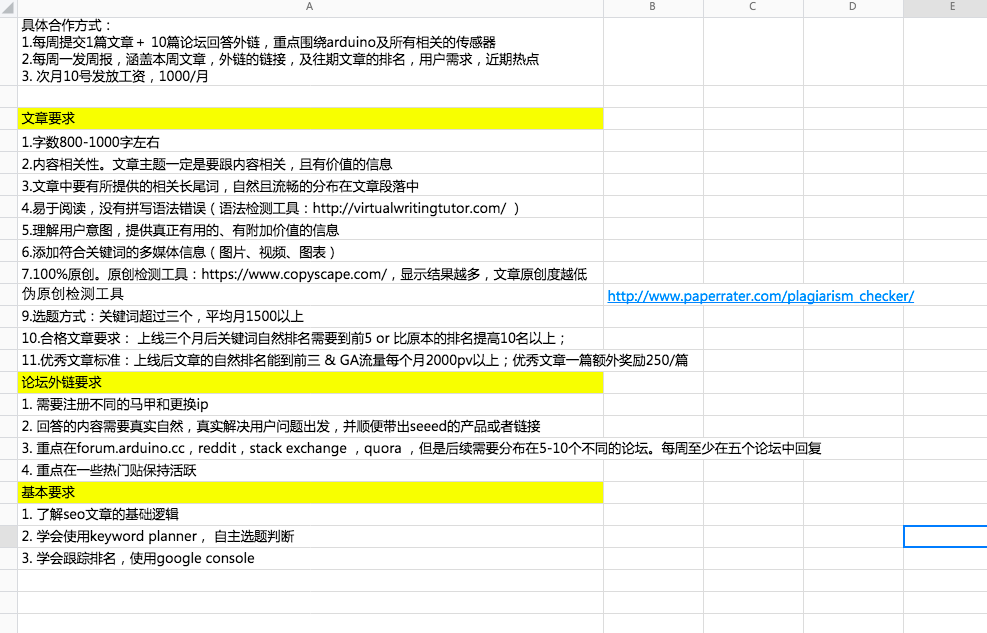 A B C D E
具体合作方式：
1.每周提交1篇文章 + 10篇论坛回答外链，重点围绕arduino及所有相关的传感器
2.每周一发周报，涵盖本周文章，外链的链接，及往期文章的排名，用户需求，近期热点
3. 次月10号发放工资，1000/月
文章要求
1.字数800-1000字左右
2.内容相关性。文章主题一定是要跟内容相关，且有价值的信息
3.文章中要有所提供的相关长尾词，自然且流畅的分布在文章段落中
4.易于阅读，没有拼写语法错误（语法检测工具：http://virtualwritingtutor.com/ ）
5.理解用户意图，提供真正有用的、有附加价值的信息
6.添加符合关键词的多媒体信息（图片、视频、图表）
7.100%原创。原创检测工具：https://www.copyscape.com/，显示结果越多，文章原创度越低
伪原创检测工具 http://www.paperrater.com/plagiarism_checker/
9.选题方式：关键词超过三个，平均月1500以上
10.合格文章要求： 上线三个月后关键词自然排名需要到前5 or 比原本的排名提高10名以上；
11.优秀文章标准：上线后文章的自然排名能到前三 & GA流量每个月2000pv以上；优秀文章一篇额外奖励250/篇
论坛外链要求
1. 需要注册不同的马甲和更换ip
2. 回答的内容需要真实自然，真实解决用户问题出发，并顺便带出seeed的产品或者链接
3. 重点在forum.arduino.cc，reddit，stack exchange ，quora ，但是后续需要分布在5-10个不同的论坛。每周至少在五个论坛中回复
4. 重点在一些热门贴保持活跃
基本要求
1. 了解seo文章的基础逻辑
2. 学会使用keyword planner， 自主选题判断
3. 学会跟踪排名，使用google console